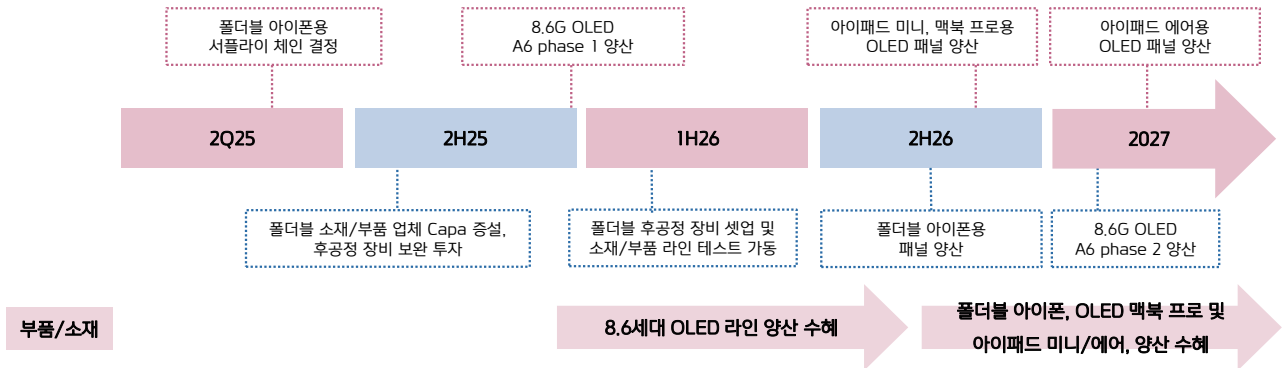 폴더블 아이폰용
서플라이 체인 결정
8.6G OLED
A6 phase 1 양산
아이패드 미니, 맥북 프로용
OLED 패널 양산
아이패드 에어용
OLED 패널 양산
2Q25
2H25
1H26
2H26
2027
폴더블 소재/부품 업체 Capa 증설,
후공정 장비 보완 투자
폴더블 후공정 장비 셋업 및
소재/부품 라인 테스트 가동
폴더블 아이폰용
패널 양산
8.6G OLED
A6 phase 2 양산
부품/소재
8.6세대 OLED 라인 양산 수혜
폴더블 아이폰, OLED 맥북 프로 및
아이패드 미니/에어, 양산 수혜